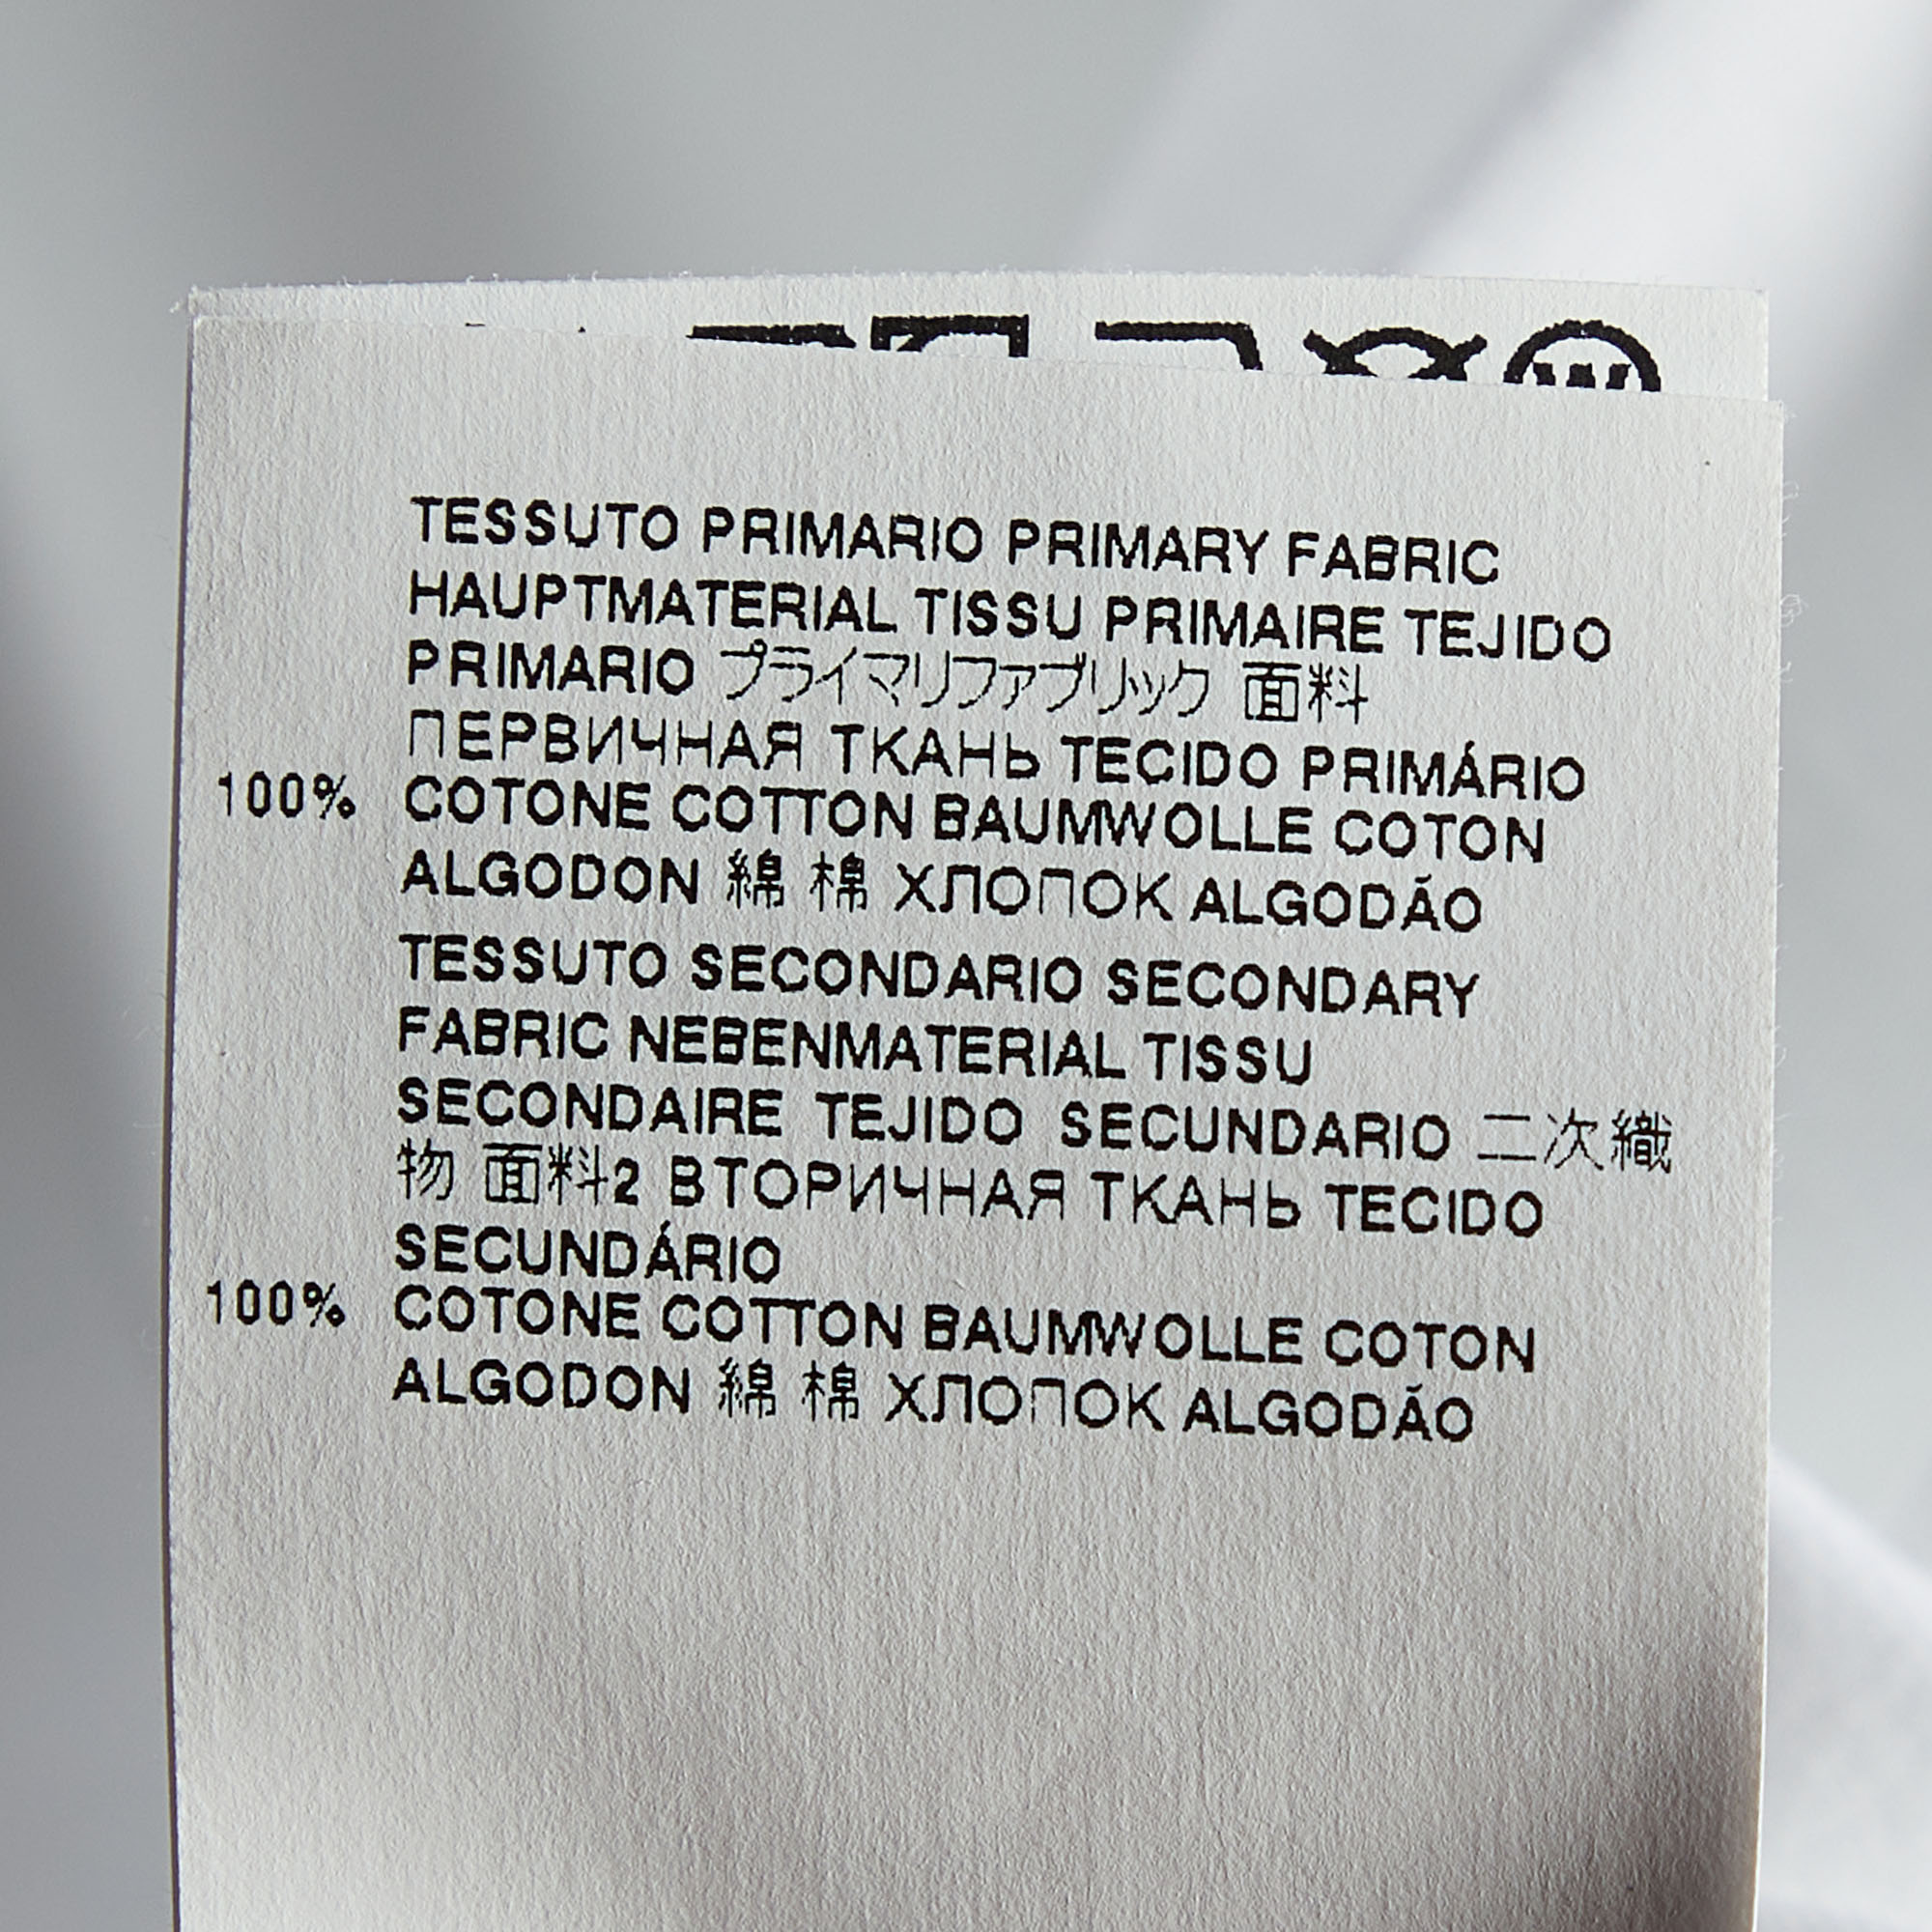 W
TESSUTO PRIMARIO PRIMARY FABRIC
HAUPTMATERIAL TISSU PRIMAIRE TEJIDO
PRIMARIO プライマリファブリック 面料
ПЕРВИЧНАЯ ТКАНЬ TECIDO PRIMÁRIO
100% COTONE COTTON BAUMWOLLE COTON
ALGODON 綿 棉 ХЛОПОК ALGODÃO
TESSUTO SECONDARIO SECONDARY
FABRIC NEBENMATERIAL TISSU
SECONDAIRE TEJIDO SECUNDARIO 二次織
物 面料2 ВТОРИЧНАЯ ТКАНЬ TECIDO
SECUNDÁRIO
100% COTONE COTTON BAUMWOLLE COTON
ALGODON 綿 棉 ХЛОПОК ALGODÃO